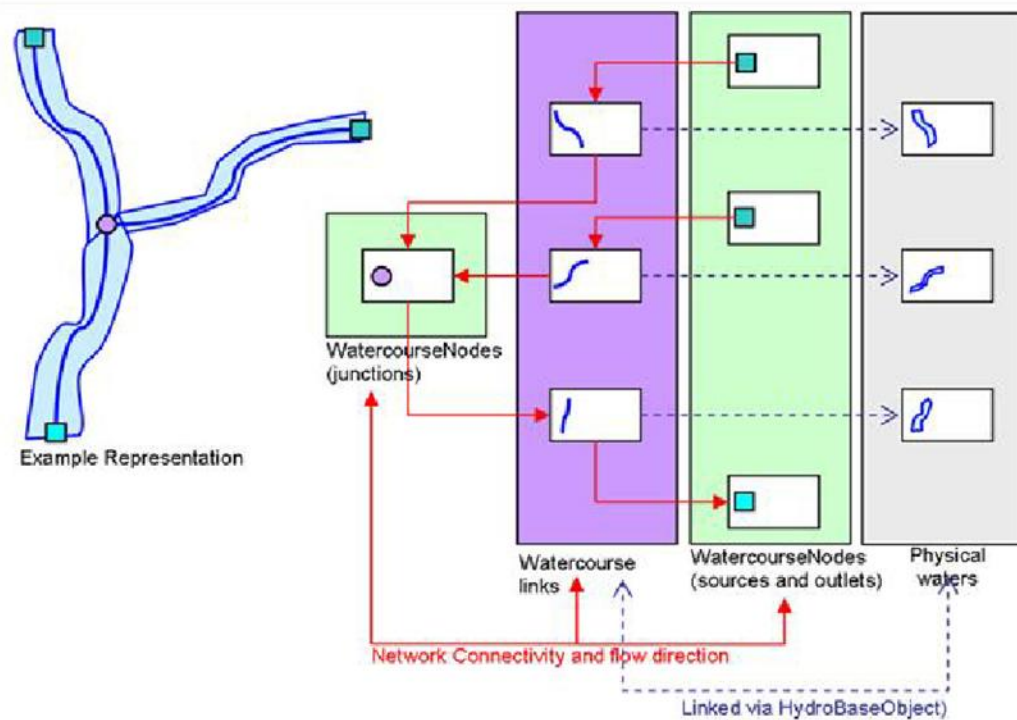 Example Representation
WatercourseNodes
(junctions)
Watercourse
links
WatercourseNodes
(sources and outlets)
Physical
waters
Network Connectivity and flow direction
Linked via HydroBaseObject)